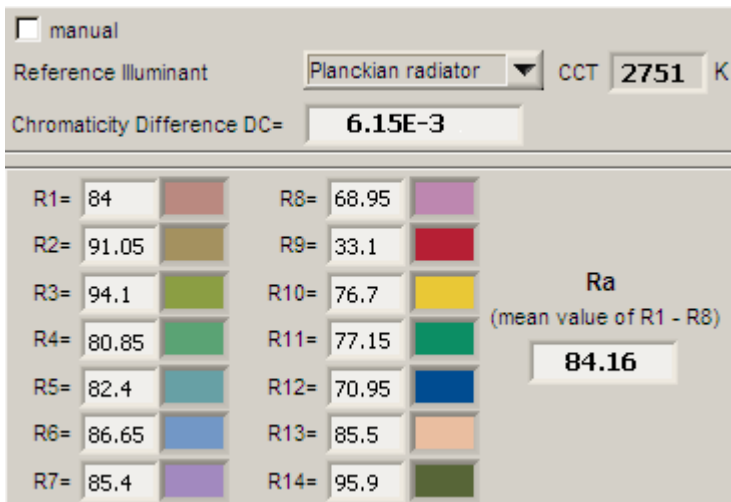 manual
Reference Illuminant Planckian radiator CCT 2751 K
Chromaticity Difference DC= 6.15E-3
R1= 84 R8= 68.95
R2= 91.05 R9= 33.1
R3= 94.1 R10= 76.7
R4= 80.85 R11= 77.15
R5= 82.4 R12= 70.95
R6= 86.65 R13= 85.5
R7= 85.4 R14= 95.9
Ra
(mean value of R1 - R8)
84.16